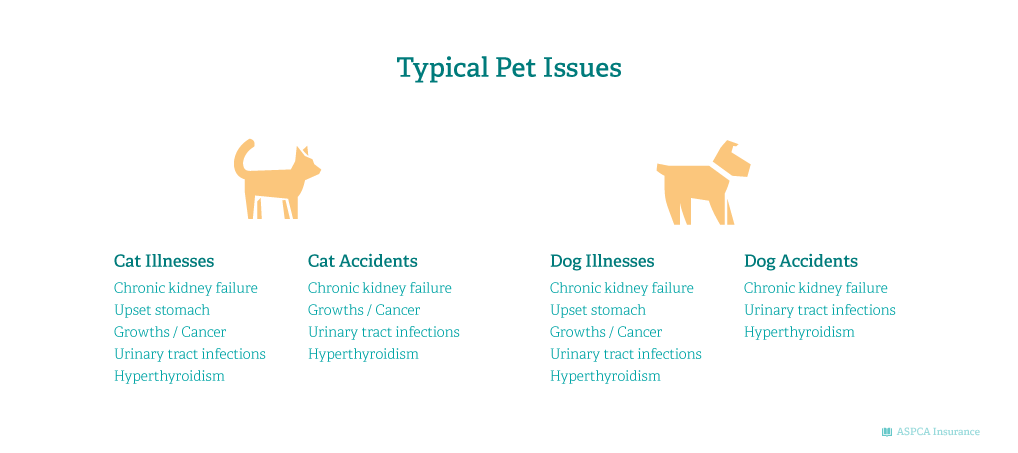 Typical Pet Issues
Cat Illnesses
Chronic kidney failure
Upset stomach
Growths / Cancer
Urinary tract infections
Hyperthyroidism
Cat Accidents
Chronic kidney failure
Growths / Cancer
Urinary tract infections
Hyperthyroidism
Dog Illnesses
Chronic kidney failure
Upset stomach
Growths / Cancer
Urinary tract infections
Hyperthyroidism
Dog Accidents
Chronic kidney failure
Urinary tract infections
Hyperthyroidism
ASPCA Insurance